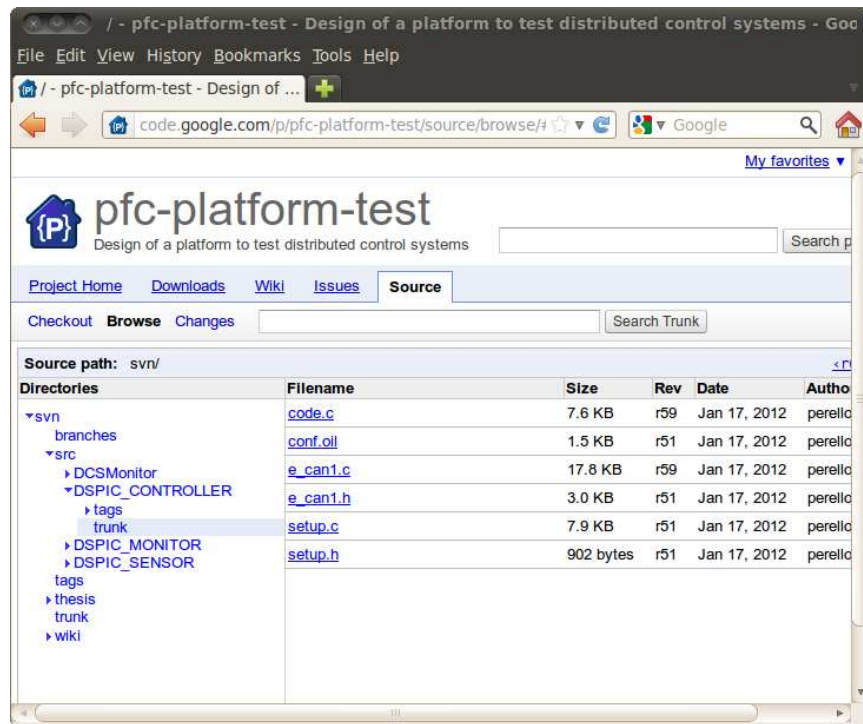 / - pfc-platform-test - Design of a platform to test distributed control systems - Goo
File Edit View History Bookmarks Tools Help
/ - pfc-platform-test - Design of ...
code.google.com/p/pfc-platform-test/source/browse/# Google
My favorites ▼
{P} pfc-platform-test
Design of a platform to test distributed control systems
Search p
Project Home Downloads Wiki Issues Source
Checkout Browse Changes Search Trunk
Source path: svn/ ‹r
Directories Filename Size Rev Date Autho
svn
branches
src
DCSMonitor
DSPIC_CONTROLLER
tags
trunk
DSPIC_MONITOR
DSPIC_SENSOR
tags
thesis
trunk
wiki
code.c 7.6 KB r59 Jan 17, 2012 perello
conf.oil 1.5 KB r51 Jan 17, 2012 perello
e_can1.c 17.8 KB r59 Jan 17, 2012 perello
e_can1.h 3.0 KB r51 Jan 17, 2012 perello
setup.c 7.9 KB r51 Jan 17, 2012 perello
setup.h 902 bytes r51 Jan 17, 2012 perello